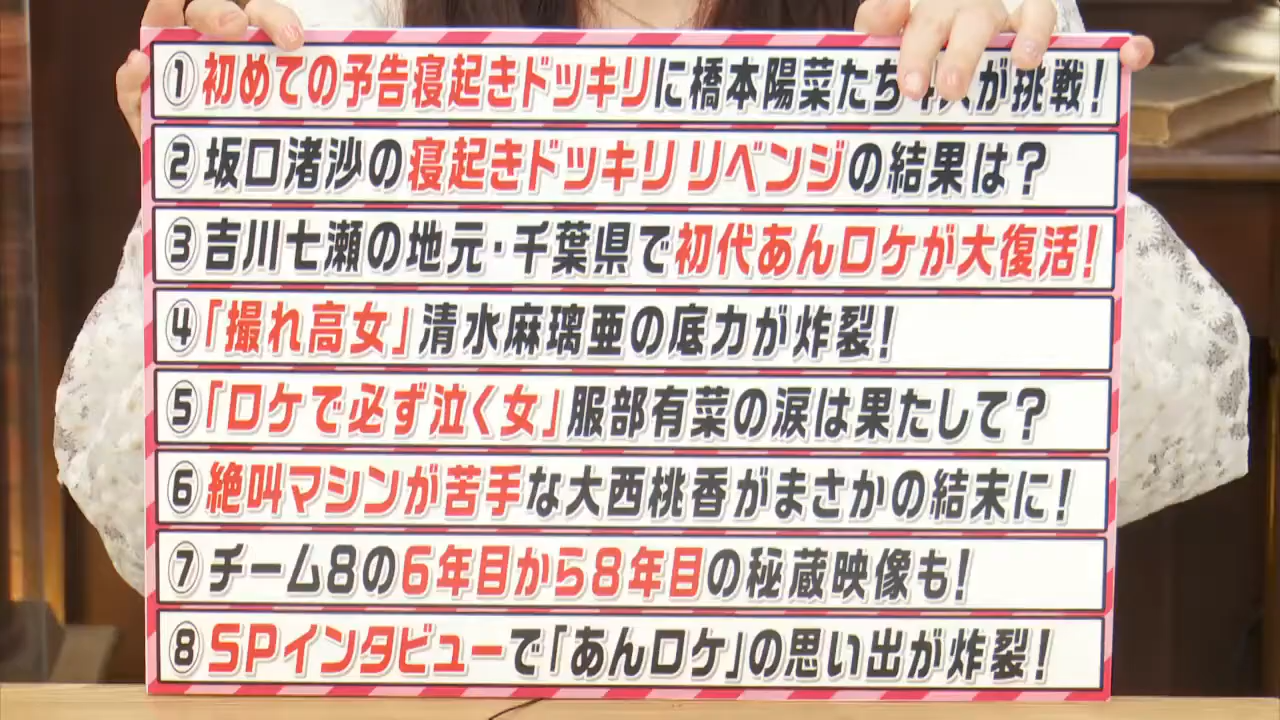 ①初めての予告寝起きドッキリに橋本陽菜たち 人が挑戦!
②坂口渚沙の寝起きドッキリリベンジの結果は?
③吉川七瀬の地元・千葉県で初代あんロケが大復活!
④「撮れ高女」清水麻璃亜の底力が炸裂!
⑤「ロケで必ず泣く女」服部有菜の涙は果たして?
⑥絶叫マシンが苦手な大西桃香がまさかの結末に!
⑦チーム8の6年目から8年目の秘蔵映像も!
⑧SPインタビューで「あんロケ」の思い出が炸裂!